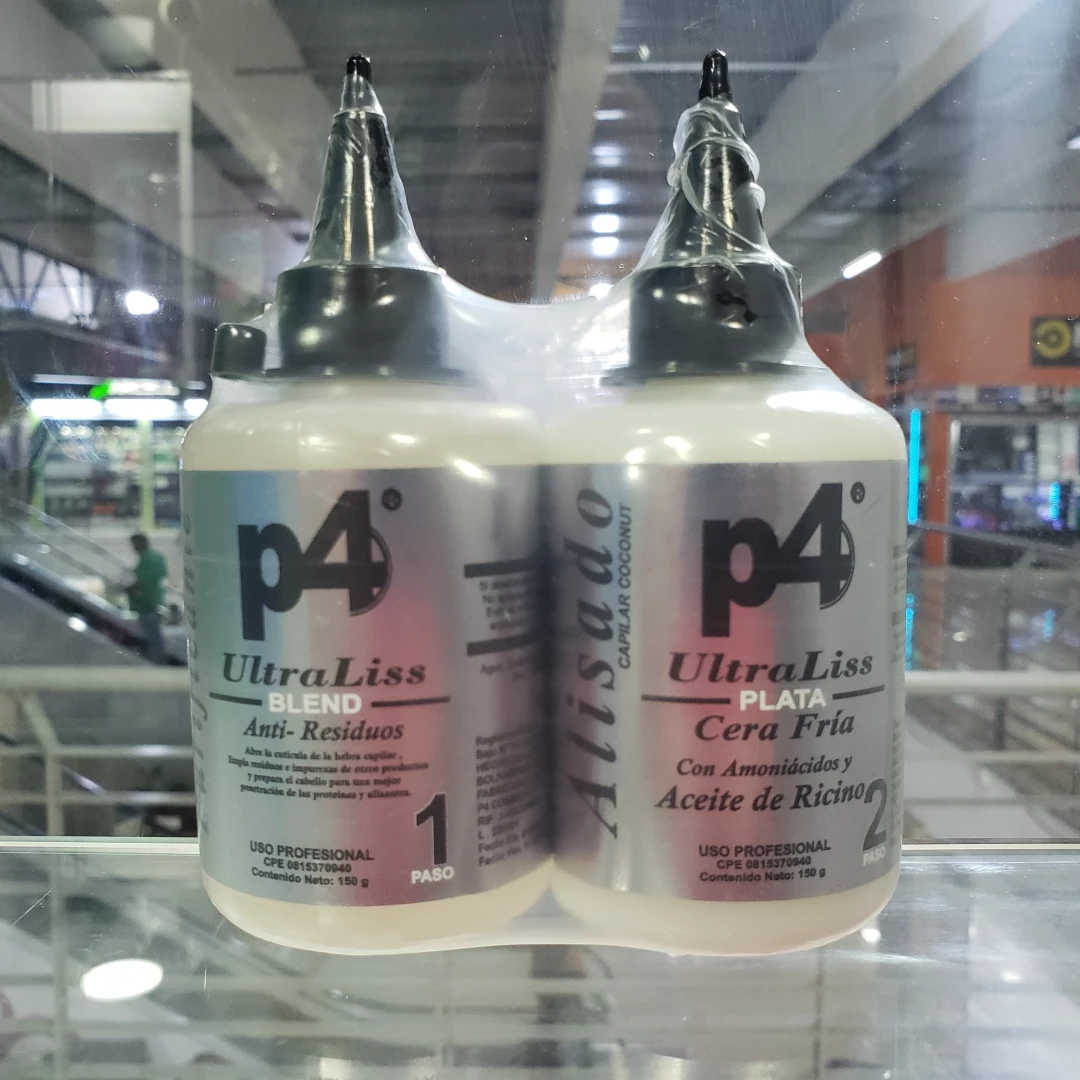 p4®
UltraLiss
BLEND
Anti- Residuos
Abre la cutícula de la hebra capilar ,
limpia residuos e impurezas de otros productos
y prepara el cabello para una mejor
penetración de las proteínas y alisantes.
1
PASO
USO PROFESIONAL
CPE 0815370940
Contenido Neto: 150 g
Alisado
CAPILAR COCONUT
p4®
UltraLiss
PLATA
Cera Fría
Con Amoniácidos y
Aceite de Ricino
2
PASO
USO PROFESIONAL
CPE 0815370940
Contenido Neto: 150 g